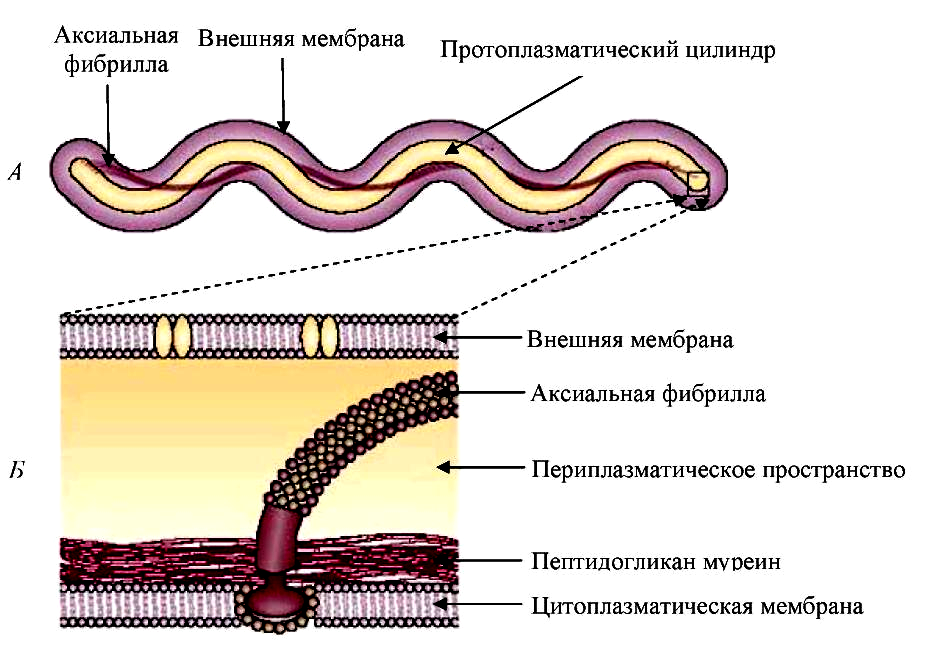 Аксиальная
фибрилла
Внешняя мембрана
Протоплазматический цилиндр
А
Внешняя мембрана
Аксиальная фибрилла
Б
Периплазматическое пространство
Пептидогликан муреин
Цитоплазматическая мембрана